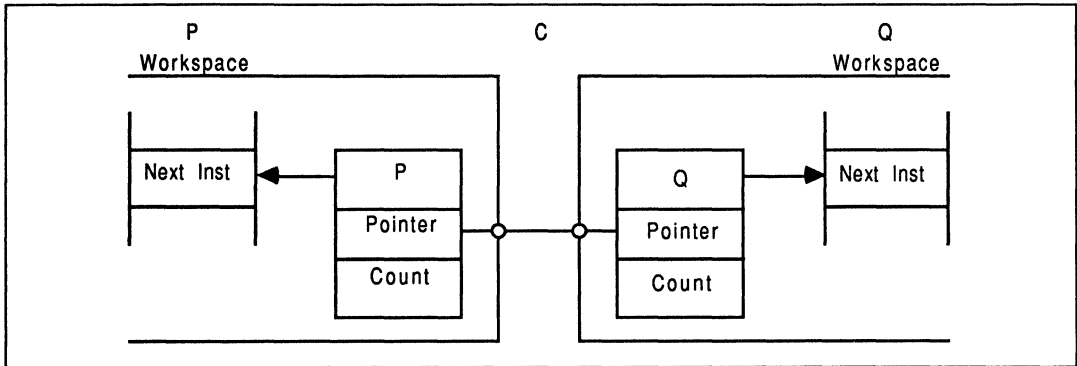 P
C
Q
Workspace
Workspace
Next Inst
P
Pointer
Count
Q
Pointer
Count
Next Inst